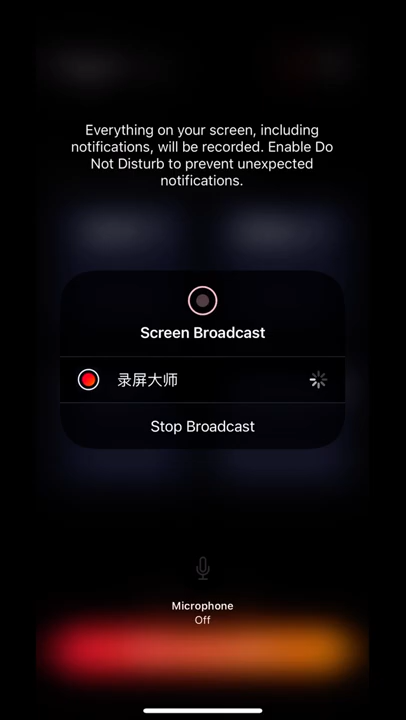 Everything on your screen, including
notifications, will be recorded. Enable Do
Not Disturb to prevent unexpected
notifications.
Screen Broadcast
录屏大师
Stop Broadcast
Microphone
Off